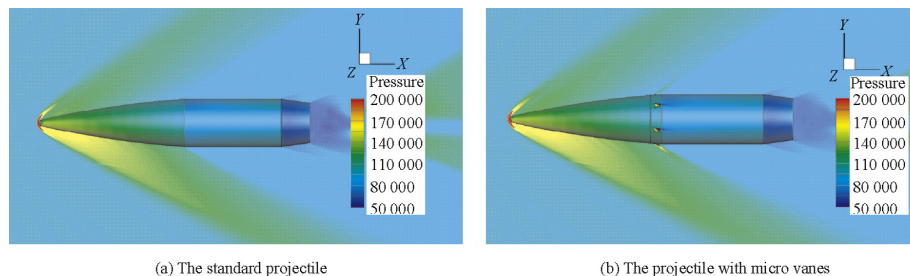 Y
Z
X
Pressure
200 000
170 000
140 000
110 000
80 000
50 000
(a) The standard projectile
Y
Z
X
Pressure
200 000
170 000
140 000
110 000
80 000
50 000
(b) The projectile with micro vanes